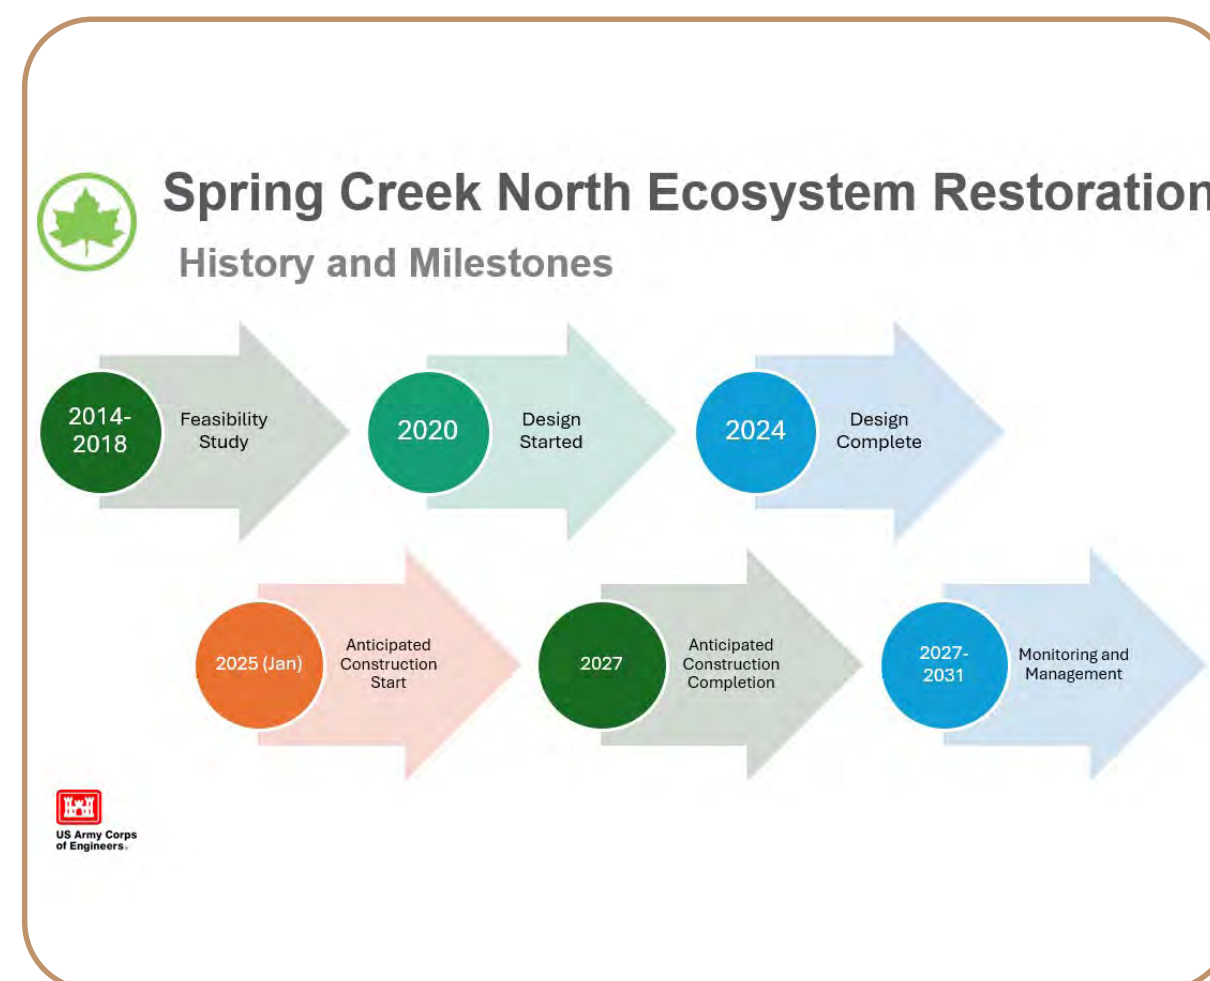 Spring Creek North Ecosystem Restoration
History and Milestones
2014-
2018
Feasibility
Study
2020
Design
Started
2024
Design
Complete
2025 (Jan)
Anticipated
Construction
Start
2027
Anticipated
Construction
Completion
2027-
2031
Monitoring and
Management
US Army Corps
of Engineers®